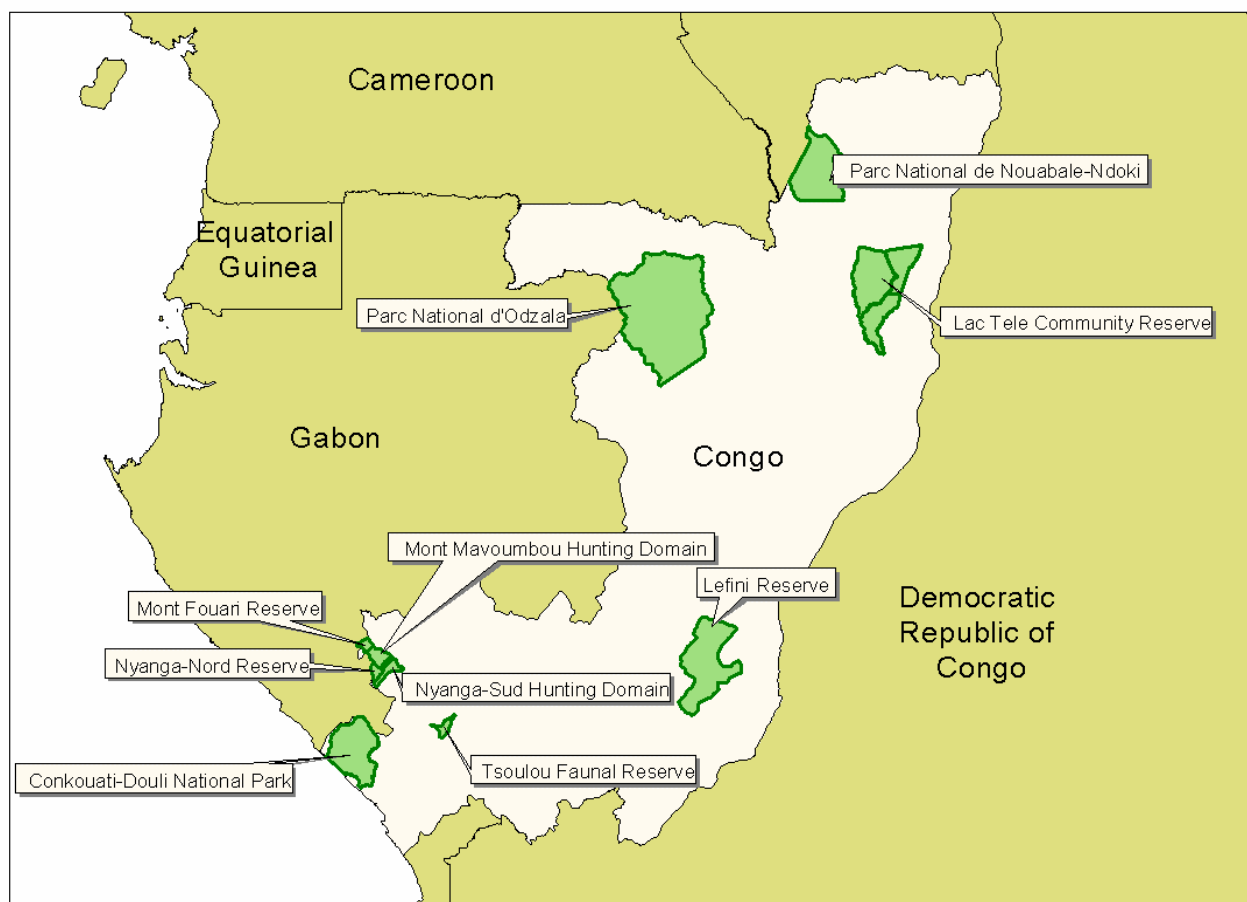 Cameroon
Parc National de Nouabale-Ndoki
Equatorial
Guinea
Parc National d'Odzala
Lac Tele Community Reserve
Gabon
Congo
Mont Mavoumbou Hunting Domain
Lefini Reserve
Mont Fouari Reserve
Democratic
Republic of
Congo
Nyanga-Nord Reserve
Nyanga-Sud Hunting Domain
Conkouati-Douli National Park
Tsoulou Faunal Reserve